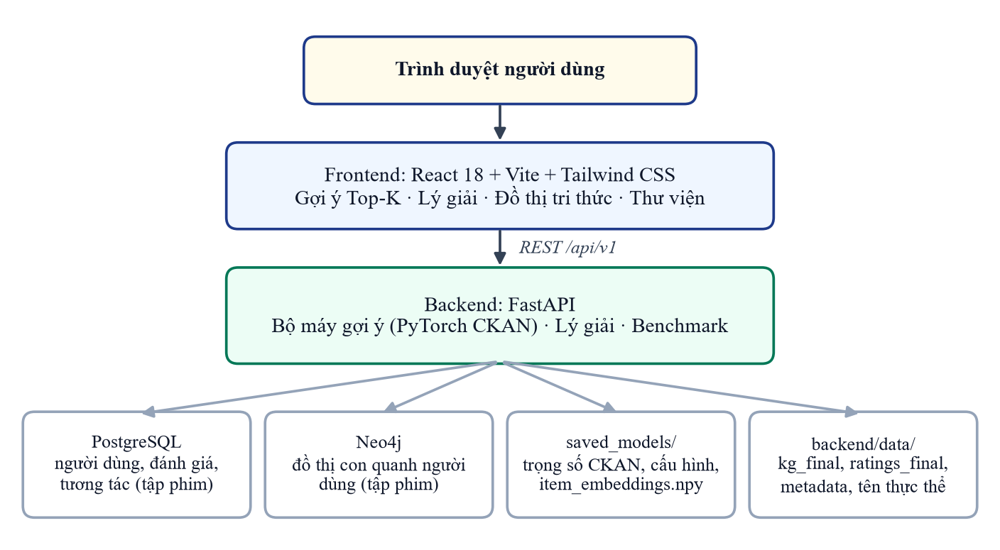 Trình duyệt người dùng
Frontend: React 18 + Vite + Tailwind CSS
Gợi ý Top-K · Lý giải · Đồ thị tri thức · Thư viện
REST /api/v1
Backend: FastAPI
Bộ máy gợi ý (PyTorch CKAN) · Lý giải · Benchmark
PostgreSQL
người dùng, đánh giá,
tương tác (tập phim)
Neo4j
đồ thị con quanh người
dùng (tập phim)
saved_models/
trọng số CKAN, cấu hình,
item_embeddings.npy
backend/data/
kg_final, ratings_final,
metadata, tên thực thể